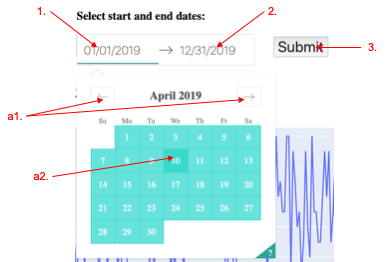 1.
2.
Select start and end dates:
01/01/2019 → 12/31/2019
Submit
3.
a1.
← April 2019 →
Su Mo Tu We Th Fr Sa
1 2 3 4 5 6
a2.
7 8 9 10 11 12 13
14 15 16 17 18 19 20
21 22 23 24 25 26 27
28 29 30
?